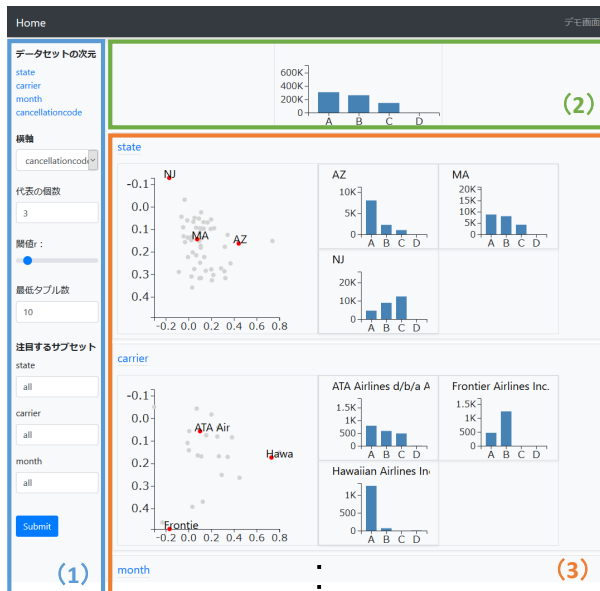 Home
デモ画面
データセットの次元
state
carrier
month
cancellationcode
横軸
cancellationcode
代表の個数
3
閾値r :
最低タプル数
10
注目するサブセット
state
all
carrier
all
month
all
Submit
(1)
600K
400K
200K
0
A B C D
(2)
state
NJ
MA
AZ
-0.1
0.0
0.1
0.2
0.3
0.4
-0.2 0.0 0.2 0.4 0.6 0.8
AZ
10K
5K
0
A B C D
MA
20K
15K
10K
5K
0
A B C D
NJ
20K
10K
0
A B C D
carrier
ATA Air
Hawa
Frontie
-0.1
0.0
0.1
0.2
0.3
0.4
-0.2 0.0 0.2 0.4 0.6 0.8
ATA Airlines d/b/a A
1.5K
1K
500
0
A B C D
Frontier Airlines Inc.
1.5K
1K
500
0
A B C D
Hawaiian Airlines In
1K
500
0
A B C D
month
(3)